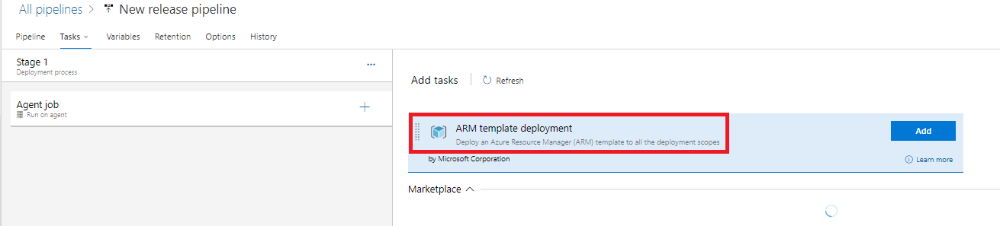 All pipelines > New release pipeline
Pipeline Tasks Variables Retention Options History
Stage 1
Deployment process
...
Add tasks Refresh
Agent job
Run on agent
ARM template deployment
Deploy an Azure Resource Manager (ARM) template to all the deployment scopes
Add
by Microsoft Corporation
Learn more
Marketplace